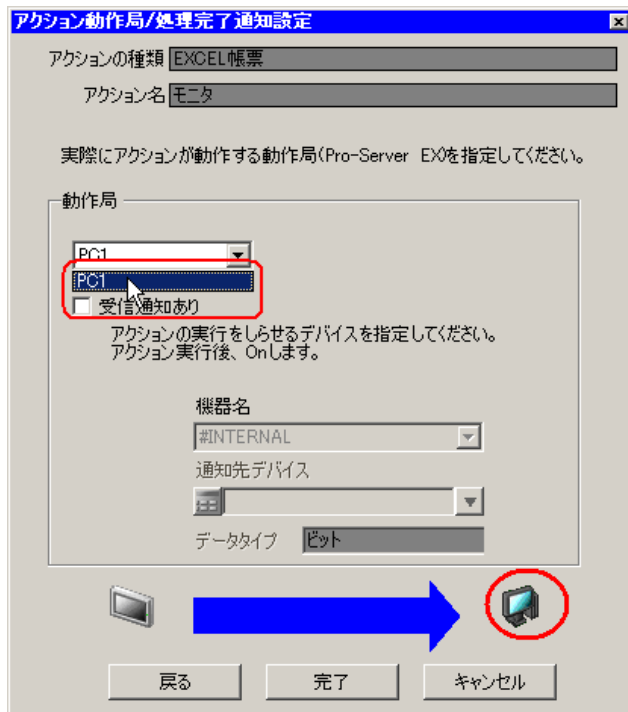 アクション動作局/処理完了通知設定
アクションの種類 EXCEL帳票
アクション名 モニタ
実際にアクションが動作する動作局(Pro-Server EX)を指定してください。
動作局
PC1
PC1
受信通知あり
アクションの実行をしらせるデバイスを指定してください。
アクション実行後、Onします。
機器名
#INTERNAL
通知先デバイス
データタイプ ビット
戻る 完了 キャンセル